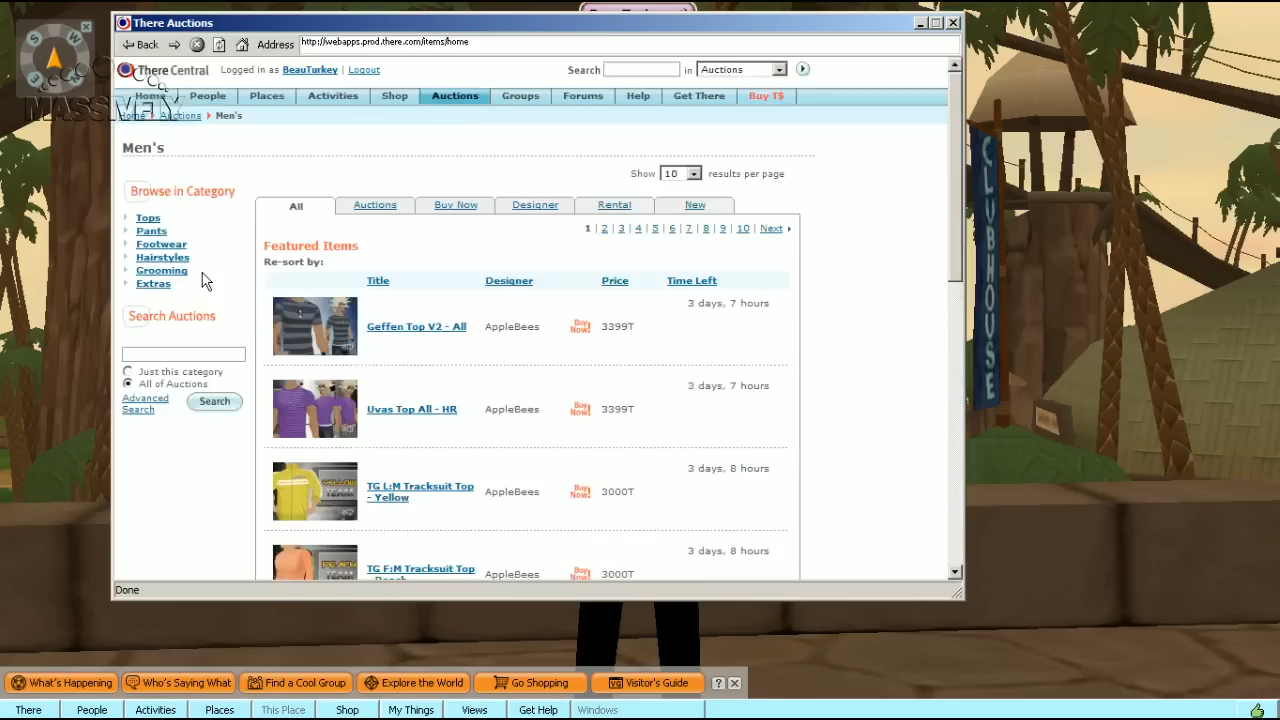 There Auctions
Back Address http://webapps.prod.there.com/items/home
There Central Logged in as BeauTurkey | Logout Search in Auctions
Home People Places Activities Shop Auctions Groups Forums Help Get There Buy T$
MASSIVELY
Home Auctions Men's
Men's
Show 10 results per page
Browse in Category
Tops
Pants
Footwear
Hairstyles
Grooming
Extras
Search Auctions
Just this category
All of Auctions
Advanced Search
Search
All Auctions Buy Now Designer Rental New
1 | 2 | 3 | 4 | 5 | 6 | 7 | 8 | 9 | 10 | Next
Featured Items
Re-sort by:
Title Designer Price Time Left
3 days, 7 hours
Geffen Top V2 - All AppleBees Buy Now! 3399T
3 days, 7 hours
Uvas Top All - HR AppleBees Buy Now! 3399T
3 days, 8 hours
TG L:M Tracksuit Top - Yellow AppleBees Buy Now! 3000T
3 days, 8 hours
TG F:M Tracksuit Top AppleBees Buy Now! 3000T
Done
CLUBHOUSE
What's Happening Who's Saying What Find a Cool Group Explore the World Go Shopping VG Visitor's Guide ?
There People Activities Places This Place Shop My Things Views Get Help Windows